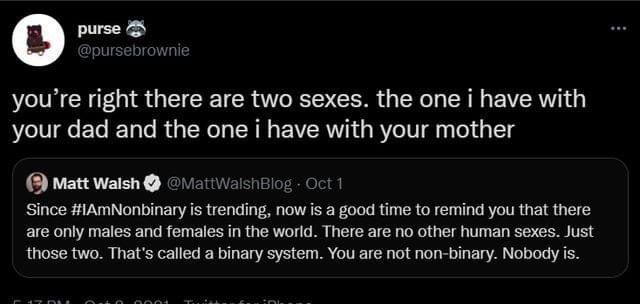 purse
@pursebrownie
you're right there are two sexes. the one i have with
your dad and the one i have with your mother
Matt Walsh @MattWalshBlog · Oct 1
Since #IAmNonbinary is trending, now is a good time to remind you that there
are only males and females in the world. There are no other human sexes. Just
those two. That's called a binary system. You are not non-binary. Nobody is.